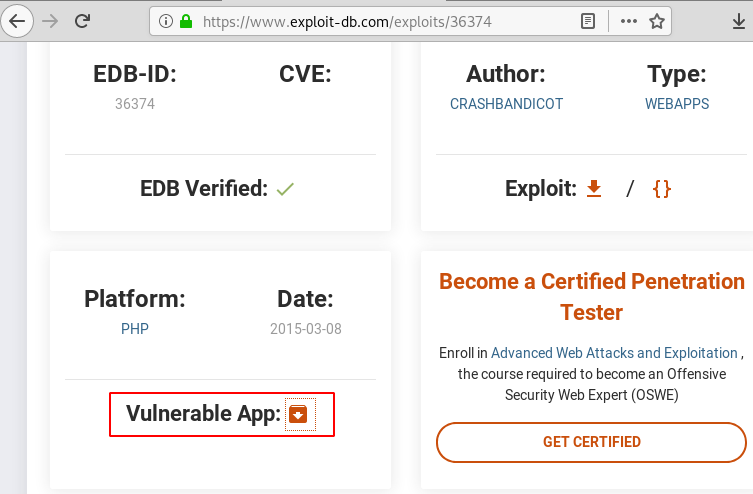 https://www.exploit-db.com/exploits/36374
EDB-ID: CVE:
36374
EDB Verified:
Author: Type:
CRASHBANDICOT WEBAPPS
Exploit: / {}
Platform: Date:
PHP 2015-03-08
Vulnerable App:
Become a Certified Penetration
Tester
Enroll in Advanced Web Attacks and Exploitation ,
the course required to become an Offensive
Security Web Expert (OSWE)
GET CERTIFIED